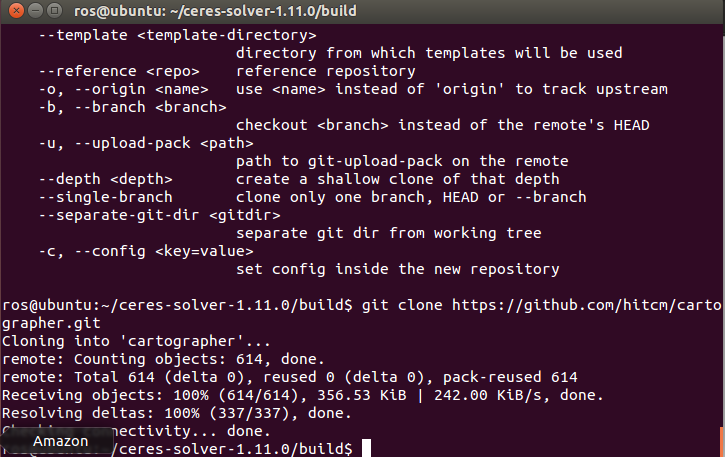 ros@ubuntu: ~/ceres-solver-1.11.0/build
--template <template-directory>
directory from which templates will be used
--reference <repo>    reference repository
-o, --origin <name>   use <name> instead of 'origin' to track upstream
-b, --branch <branch>
checkout <branch> instead of the remote's HEAD
-u, --upload-pack <path>
path to git-upload-pack on the remote
--depth <depth>       create a shallow clone of that depth
--single-branch       clone only one branch, HEAD or --branch
--separate-git-dir <gitdir>
separate git dir from working tree
-c, --config <key=value>
set config inside the new repository
ros@ubuntu:~/ceres-solver-1.11.0/build$ git clone https://github.com/hitcm/carto
grapher.git
Cloning into 'cartographer'...
remote: Counting objects: 614, done.
remote: Total 614 (delta 0), reused 0 (delta 0), pack-reused 614
Receiving objects: 100% (614/614), 356.53 KiB | 242.00 KiB/s, done.
Resolving deltas: 100% (337/337), done.
connectivity... done.
Amazon
ros@ubuntu:~/ceres-solver-1.11.0/build$